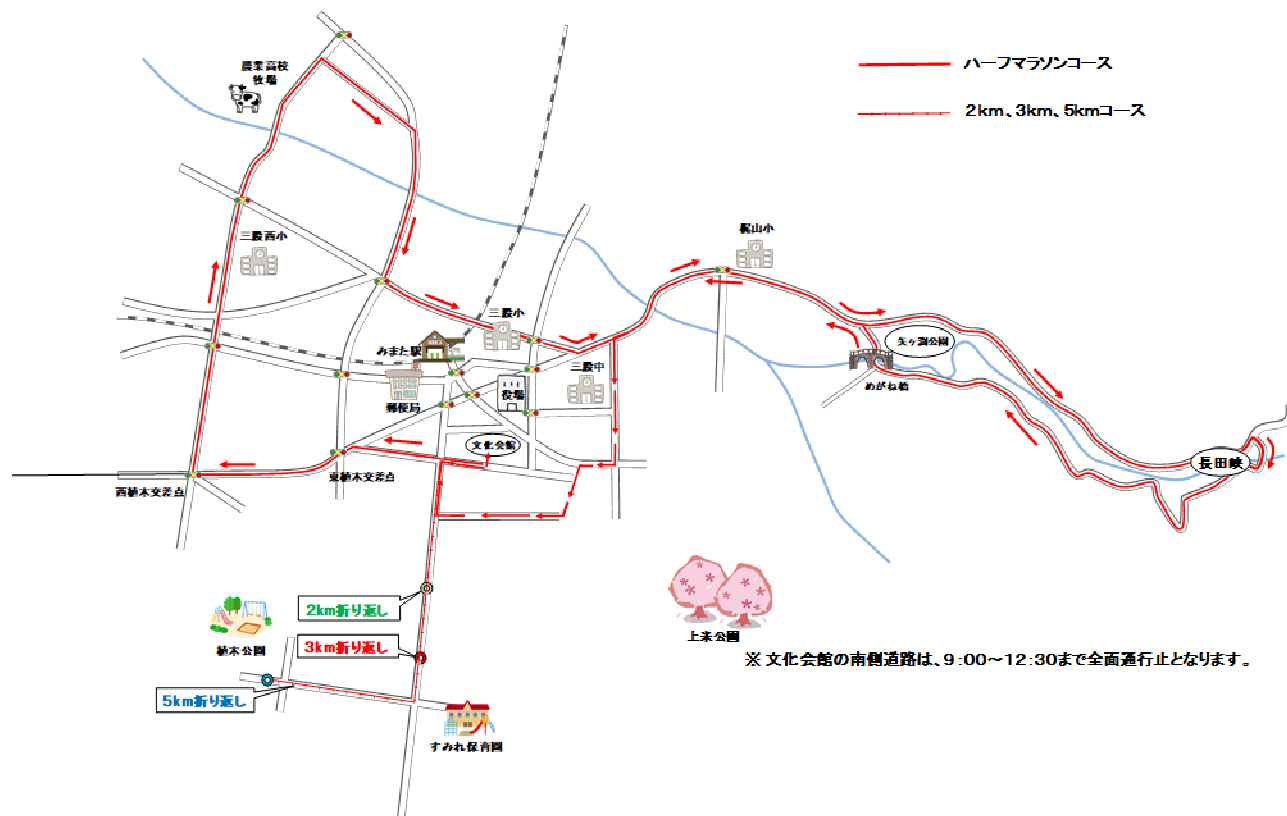 ハーフマラソンコース
2km、3km、5kmコース
農業高校
牧場
三股西小
梶山小
三股小
みまた駅
郵便局
役場
三股中
矢ヶ淵公園
めがね橋
文化会館
長田峡
西植木交差点
東植木交差点
2km折り返し
植木公園
3km折り返し
5km折り返し
すみれ保育園
上米公園
※ 文化会館の南側道路は、9:00～12:30まで全面通行止となります。